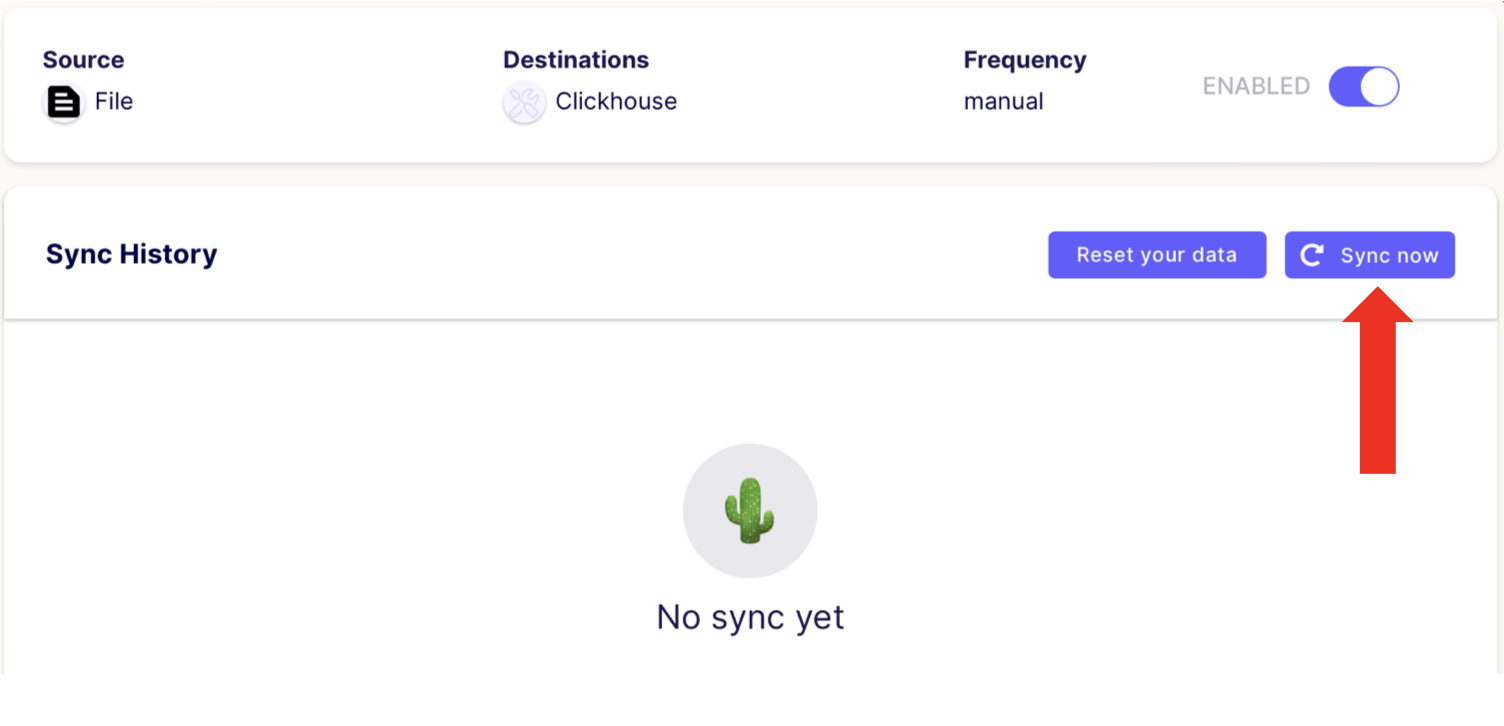 Source
Destinations
Frequency
File
Clickhouse
manual
ENABLED
Sync History
Reset your data
Sync now
No sync yet